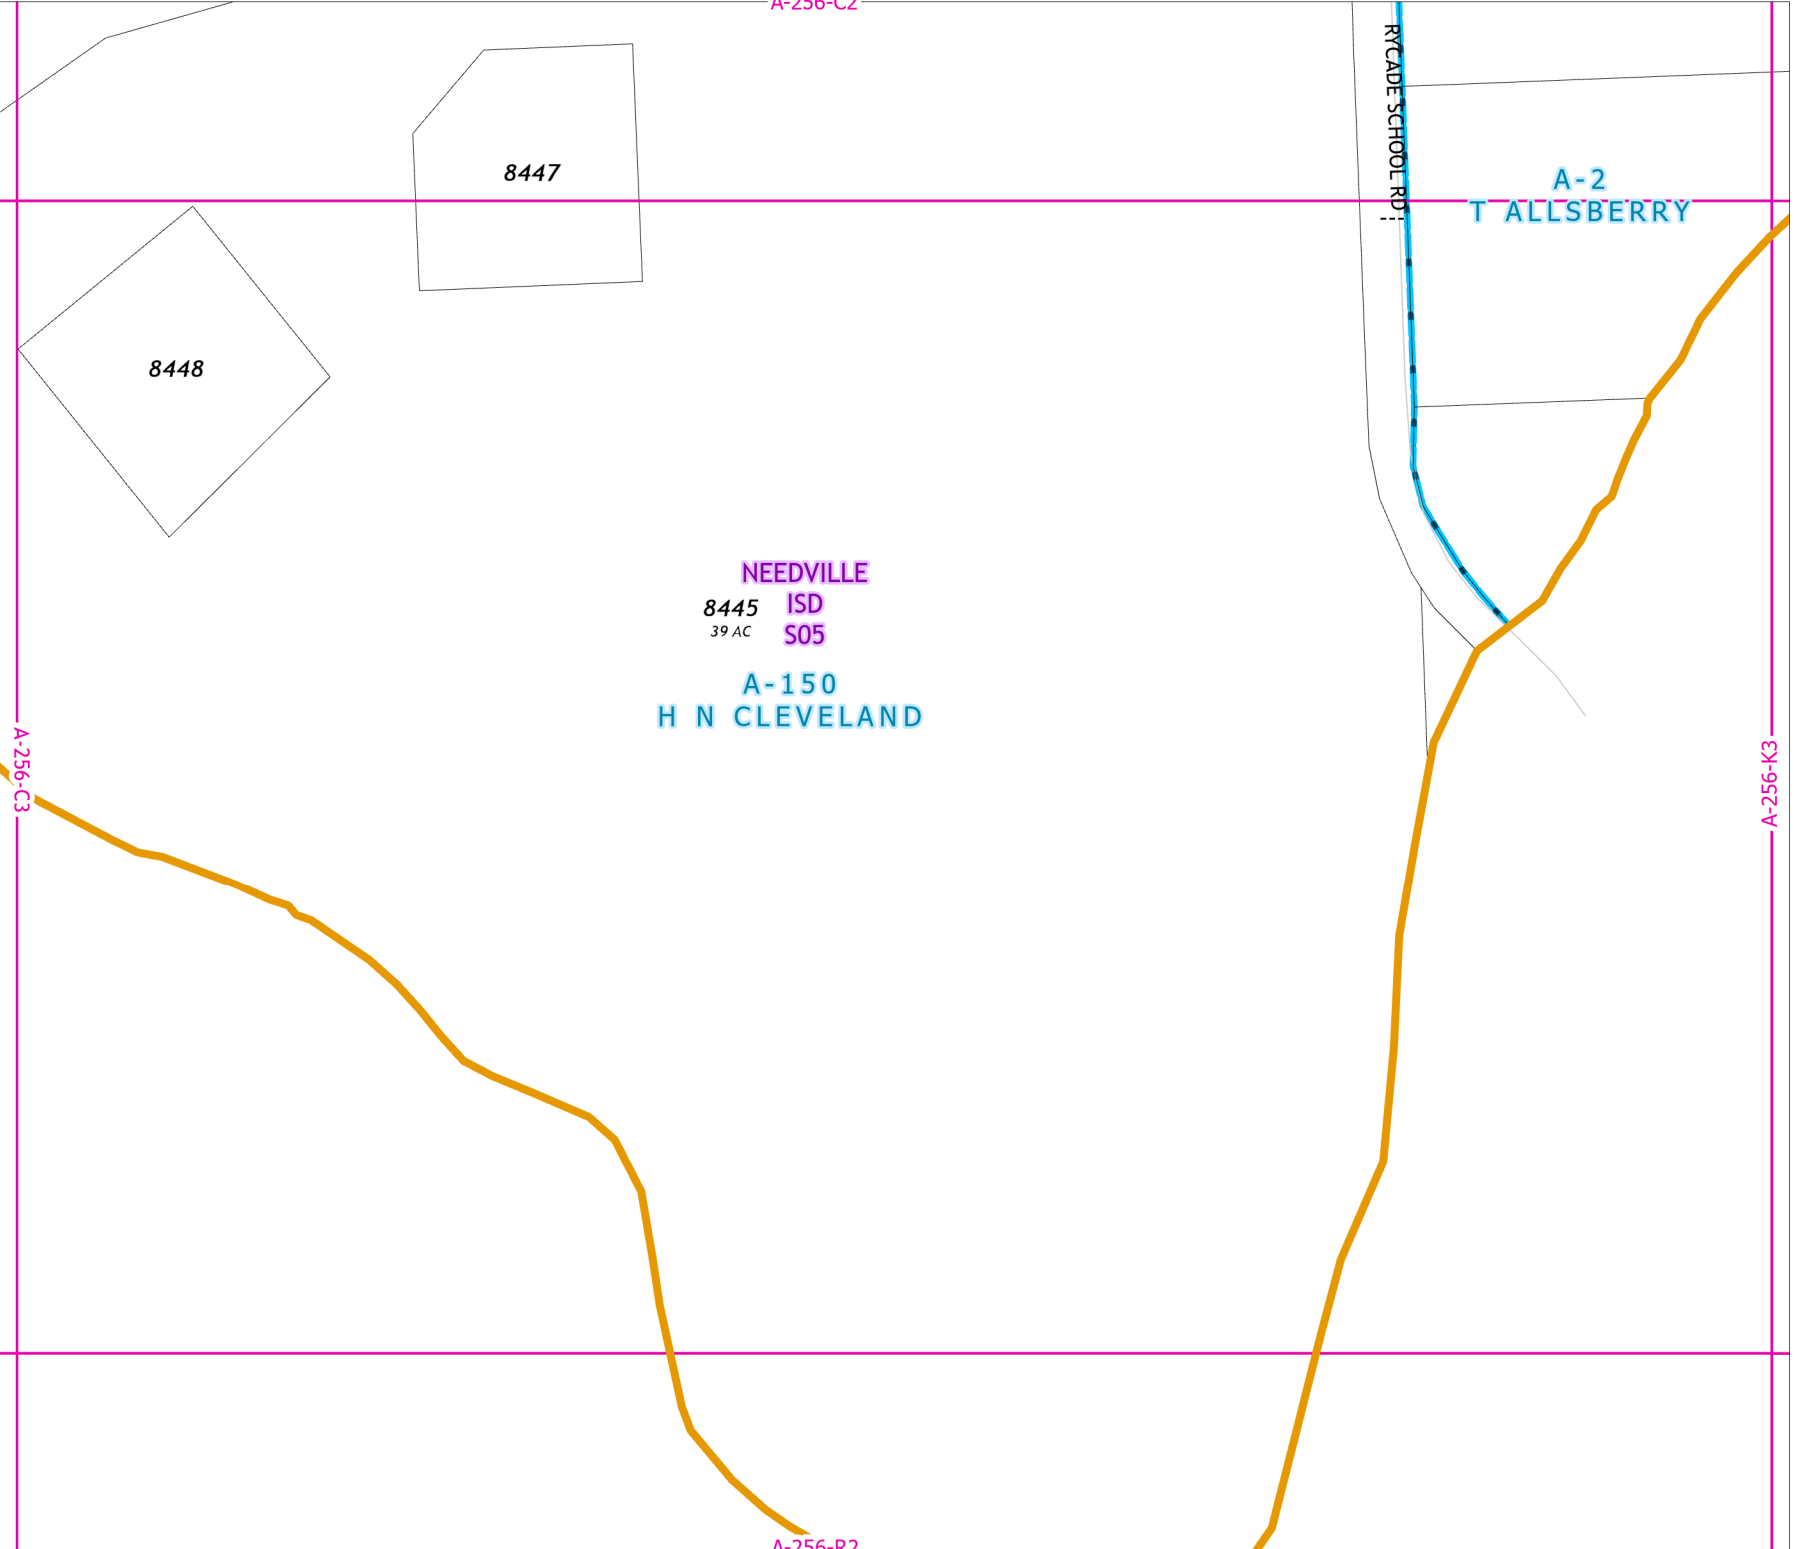 A-256-C2
RYCADE SCHOOL RD
8447
A-2
T ALLSBERRY
8448
NEEDVILLE
ISD
S05
8445
39 AC
A-150
H N CLEVELAND
A-256-C3
A-256-K3
A-256-R2